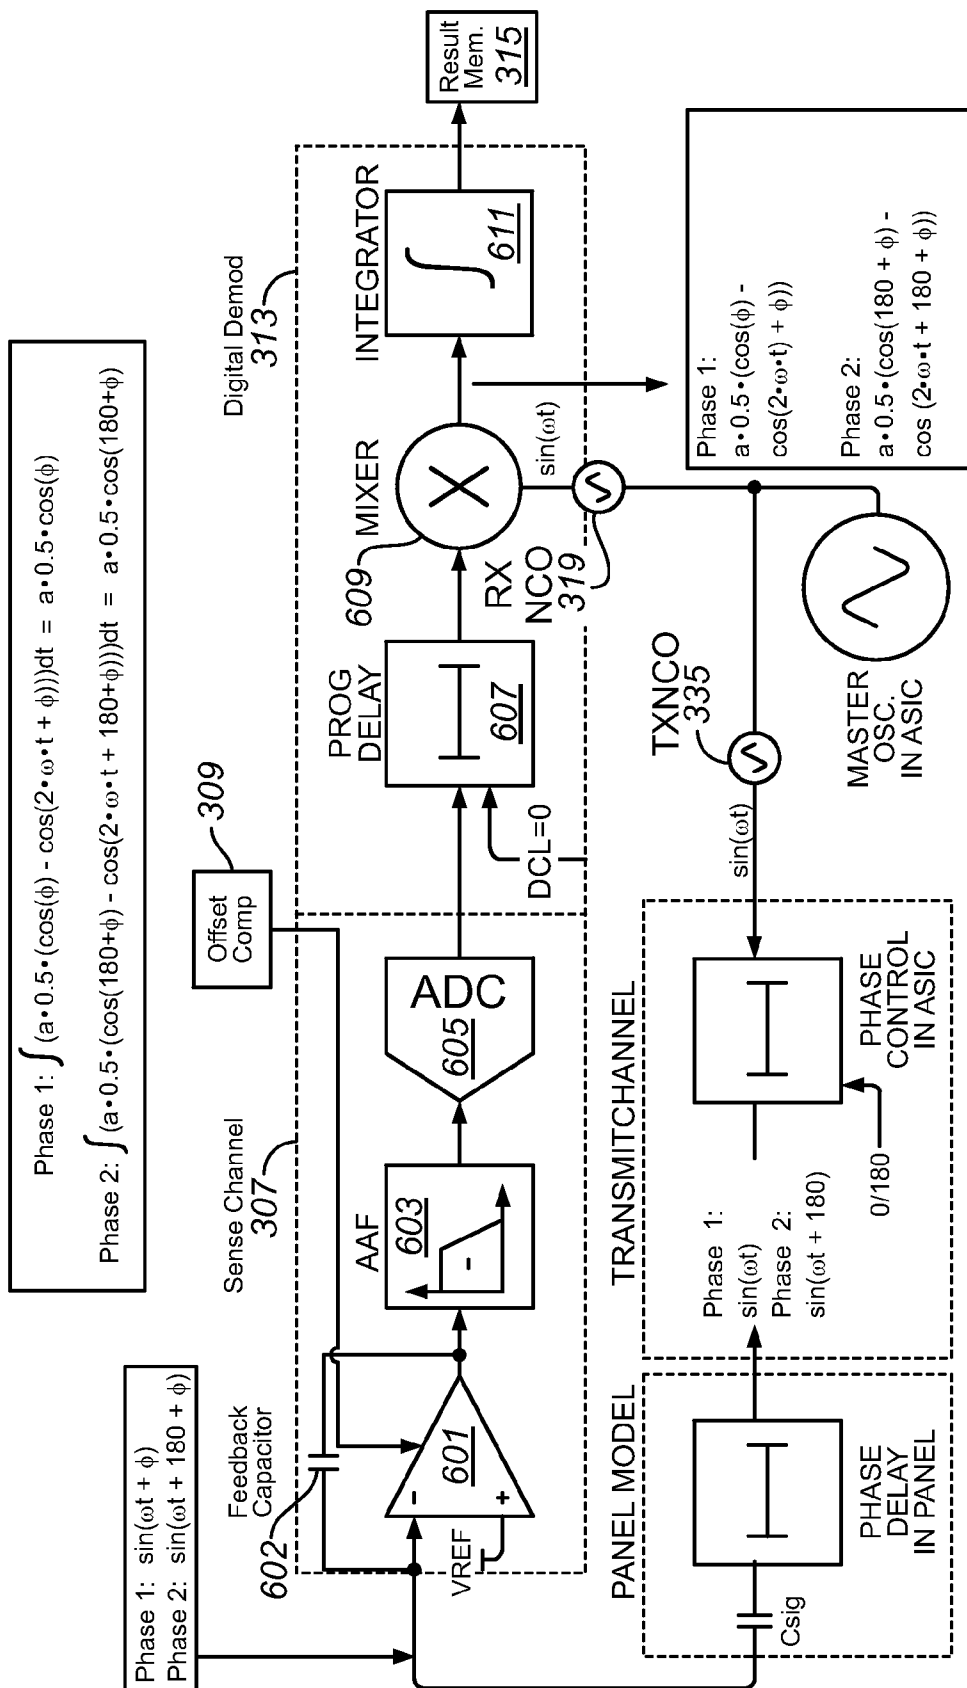 Phase 1: ∫ (a•0.5•(cos(ϕ) - cos(2•ω•t + ϕ)))dt = a•0.5•cos(ϕ)
Phase 2: ∫ (a•0.5•(cos(180+ϕ) - cos(2•ω•t + 180+ϕ)))dt = a•0.5•cos(180+ϕ)
Phase 1: sin(ωt + ϕ)
Phase 2: sin(ωt + 180 + ϕ)
602
Feedback
Capacitor
Sense Channel
307
Offset
Comp
309
Digital Demod
313
-
601
+
VREF
AAF
603
-
ADC
605
PROG
DELAY
607
DCL=0
609
MIXER
X
sin(ωt)
RX
NCO
319
INTEGRATOR
∫
611
Result
Mem.
315
Phase 1:
a•0.5•(cos(ϕ) -
cos(2•ω•t) + ϕ))
Phase 2:
a•0.5•(cos(180 + ϕ) -
cos (2•ω•t + 180 + ϕ))
PANEL MODEL
Csig
PHASE
DELAY
IN PANEL
TRANSMITCHANNEL
Phase 1:
sin(ωt)
Phase 2:
sin(ωt + 180)
0/180
PHASE
CONTROL
IN ASIC
sin(ωt)
TXNCO
335
MASTER
OSC.
IN ASIC